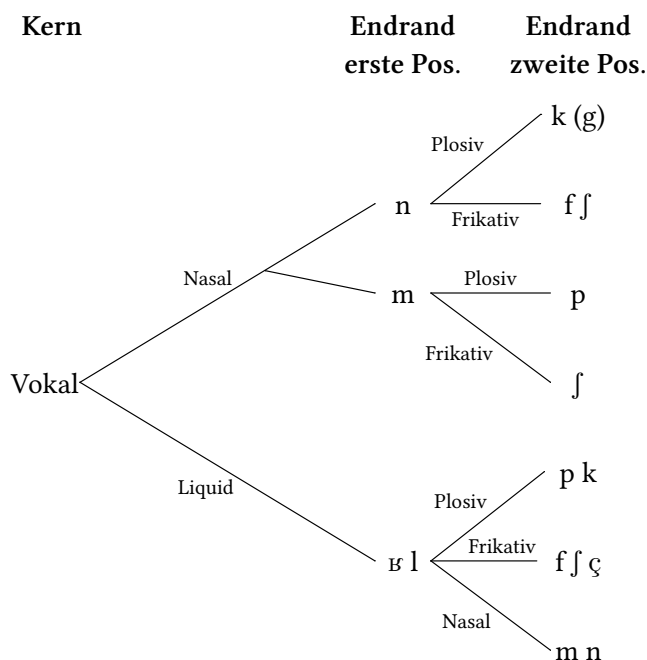 Kern Endrand Endrand
erste Pos. zweite Pos.
k (g)
Plosiv
n f ʃ
Frikativ
Nasal Plosiv
m p
Frikativ
Vokal ʃ
p k
Liquid Plosiv
Frikativ
ʁ l f ʃ ç
Nasal
m n